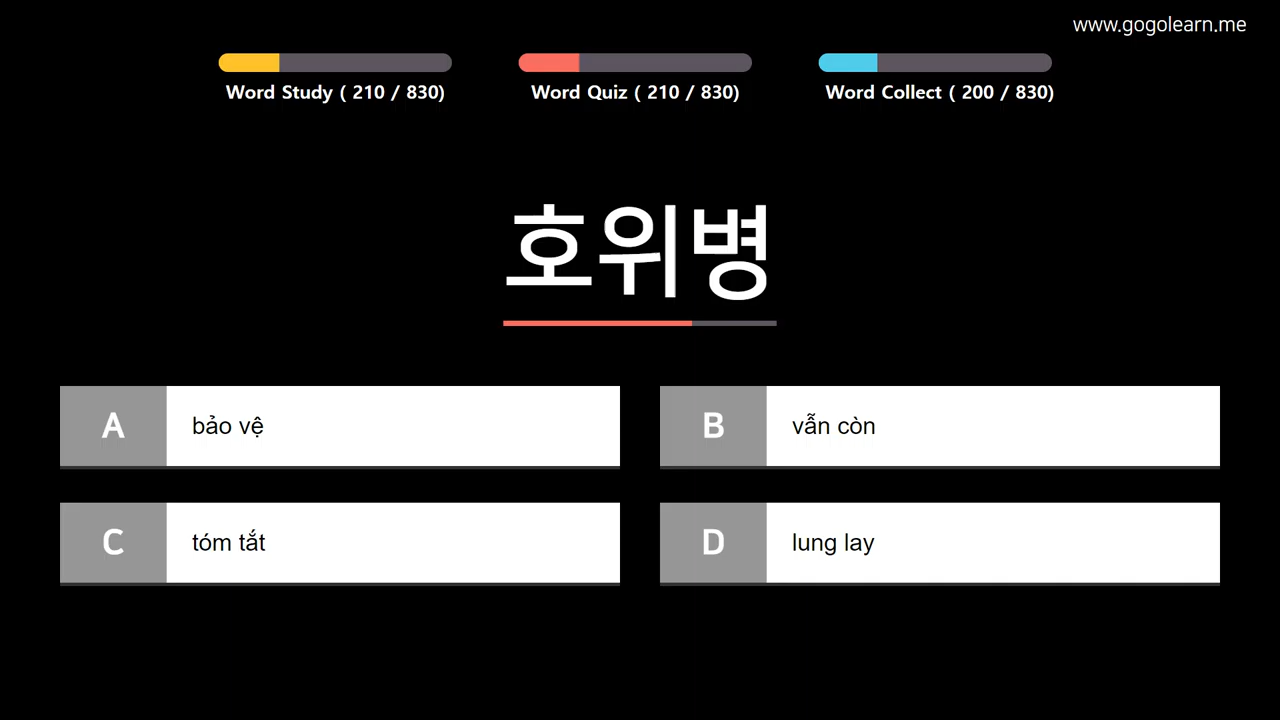 www.gogolearn.me
Word Study ( 210 / 830)
Word Quiz ( 210 / 830)
Word Collect ( 200 / 830)
호위병
A bảo vệ
B vẫn còn
C tóm tắt
D lung lay